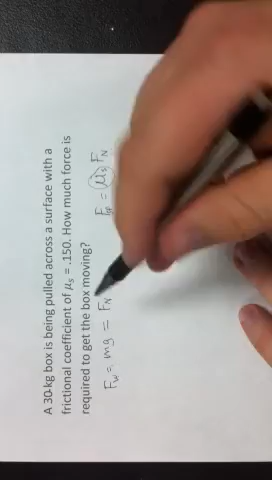 A 30-kg box is being pulled across a surface with a
frictional coefficient of μs = .150. How much force is
required to get the box moving?
Fw = mg = FN
Ff = μs FN